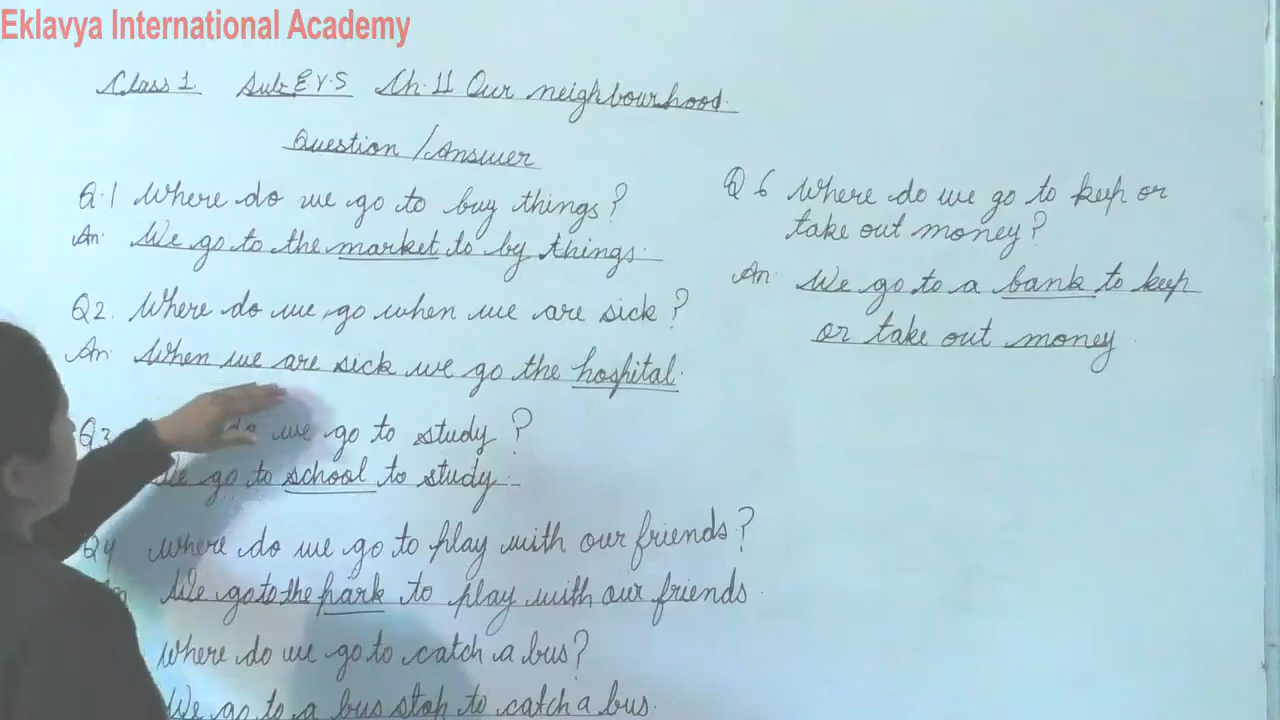 Eklavya International Academy
Class 1. Sub:- E.V.S Ch. 11 Our neighbourhood.
Question / Answer
Q.1 Where do we go to buy things?
An. We go to the market to by things.
Q2. Where do we go when we are sick?
An. When we are sick we go the hospital.
Q3 do we go to study?
We go to school to study.
Q4 Where do we go to play with our friends?
We go to the park to play with our friends.
Where do we go to catch a bus?
We go to a bus stop to catch a bus.
Q 6 Where do we go to keep or
take out money?
An. We go to a bank to keep
or take out money